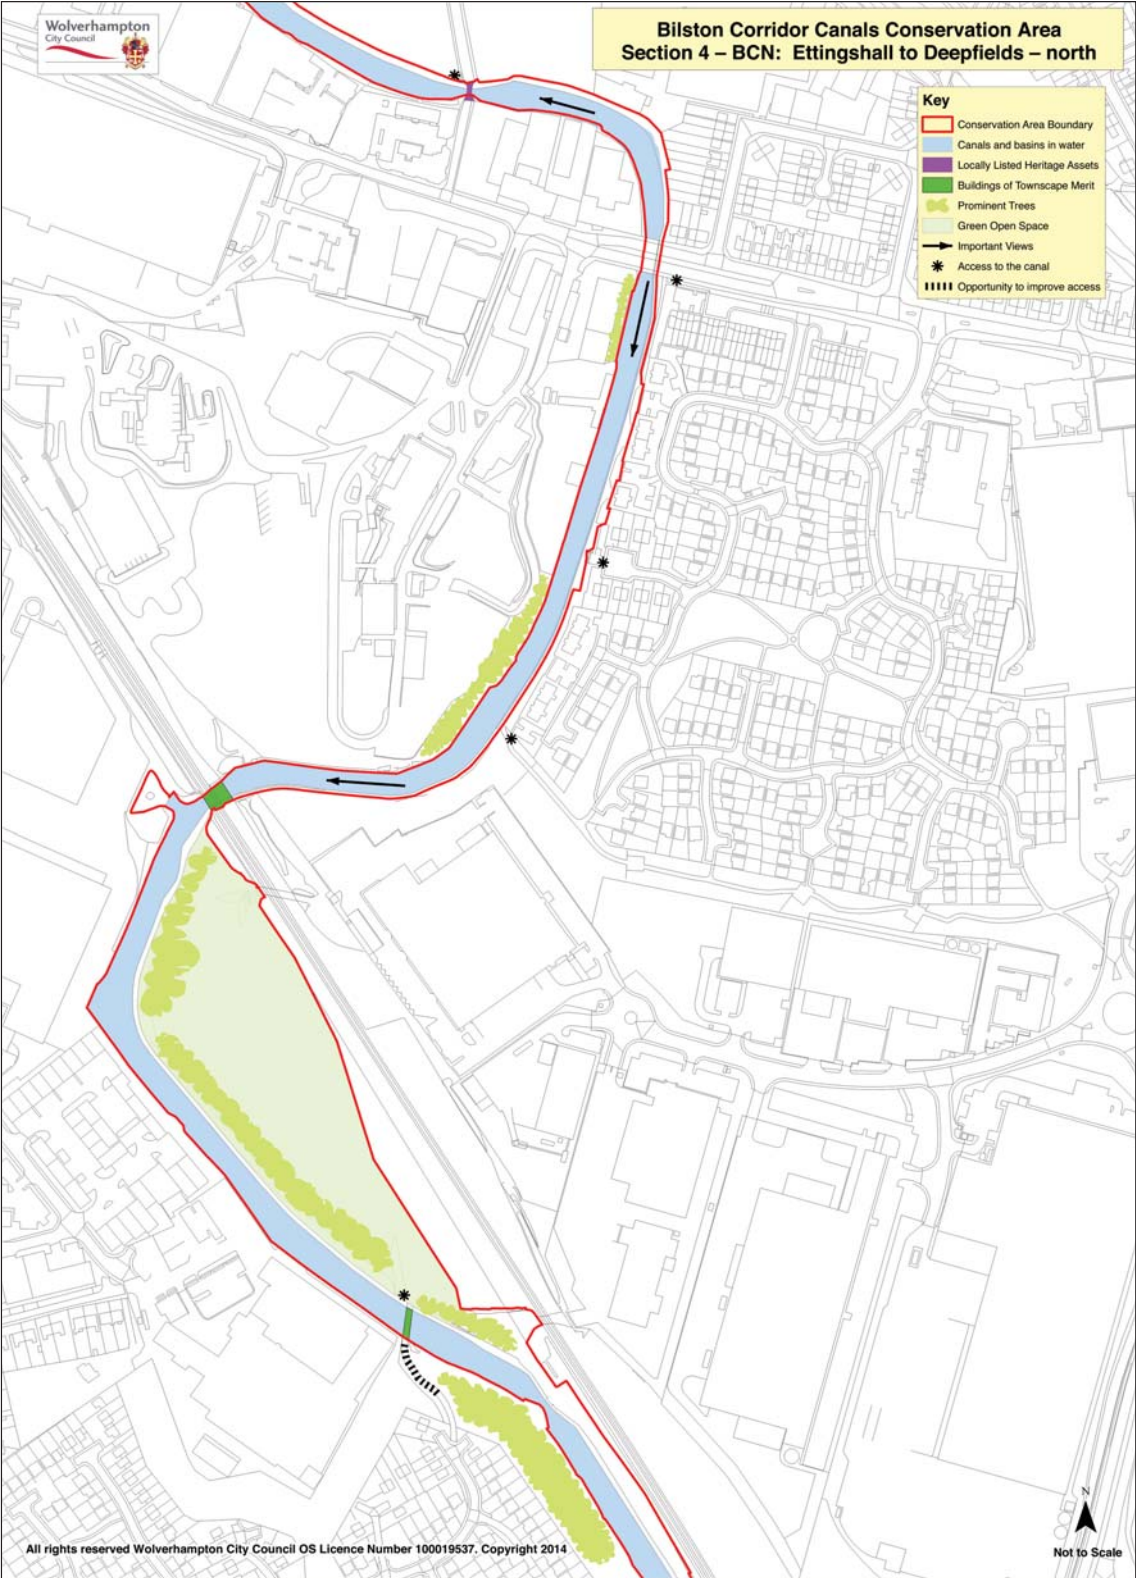 Wolverhampton
City Council
Bilston Corridor Canals Conservation Area
Section 4 – BCN: Ettingshall to Deepfields – north
Key
Conservation Area Boundary
Canals and basins in water
Locally Listed Heritage Assets
Buildings of Townscape Merit
Prominent Trees
Green Open Space
Important Views
Access to the canal
Opportunity to improve access
N
Not to Scale
All rights reserved Wolverhampton City Council OS Licence Number 100019537. Copyright 2014